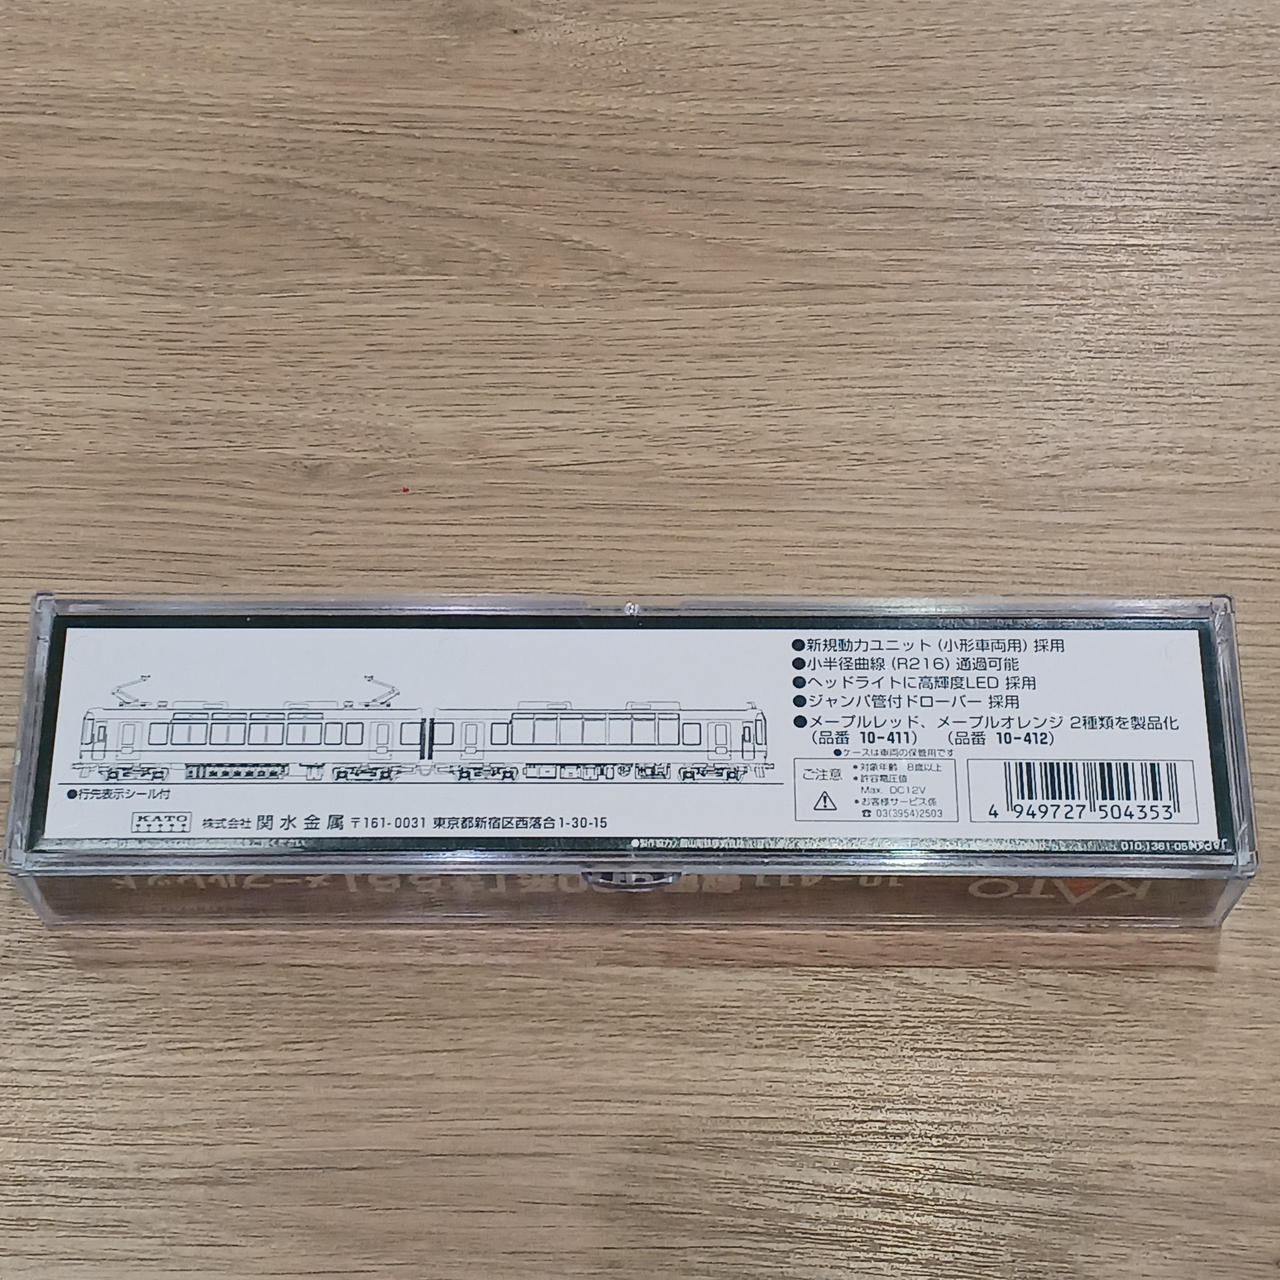 ●新規動力ユニット (小形車両用) 採用
●小半径曲線 (R216) 通過可能
●ヘッドライトに高輝度LED 採用
●ジャンパ管付ドローバー 採用
●メープルレッド、メープルオレンジ 2種類を製品化
(品番 10-411) (品番 10-412)
●ケースは車両の保管用です
●行先表示シール付
ご注意
●対象年齢 8歳以上
●許容電圧値
Max. DC12V
●お客様サービス係
☎ 03(3954)2503
4 949727 504353
KATO
株式会社 関水金属 〒161-0031 東京都新宿区西落合1-30-15
KATO 10-411